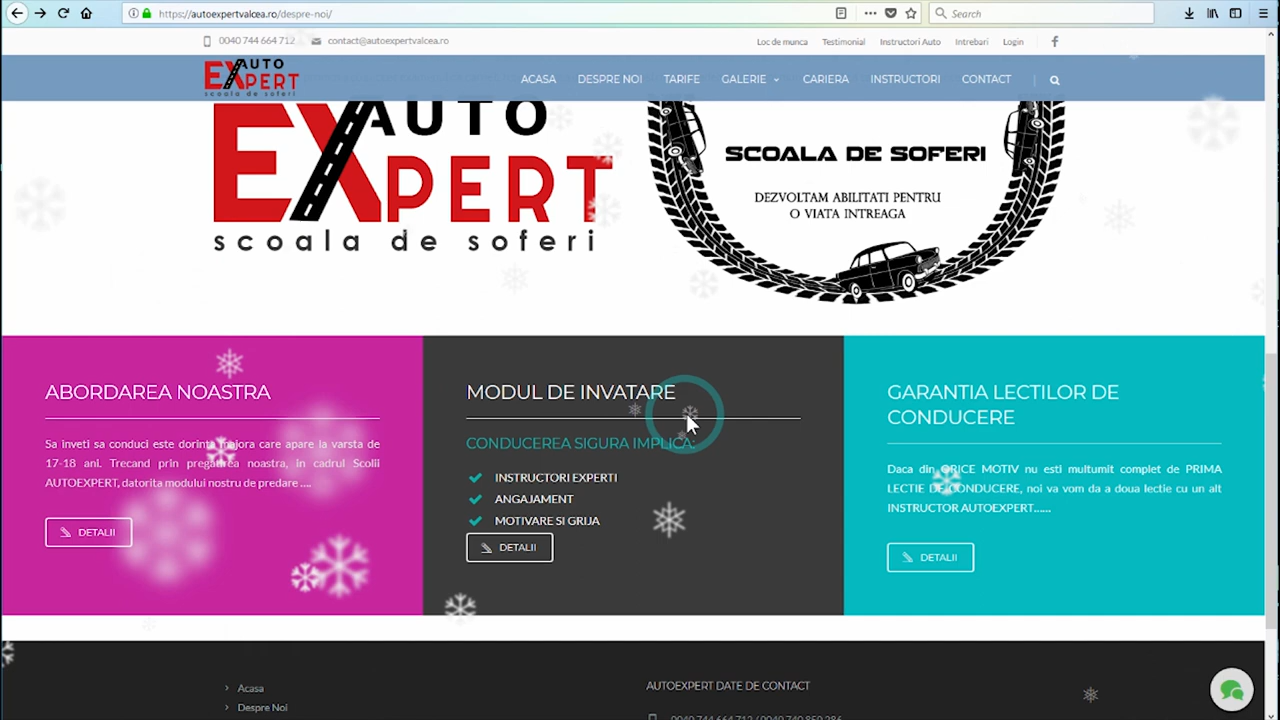 https://autoexpertvalcea.ro/despre-noi/
Search
0040 744 664 712
contact@autoexpertvalcea.ro
Loc de munca
Testimonial
Instructori Auto
Intrebari
Login
AUTO
EXPERT
scoala de soferi
ACASA
DESPRE NOI
TARIFE
GALERIE
CARIERA
INSTRUCTORI
CONTACT
AUTO
EXPERT
scoala de soferi
SCOALA DE SOFERI
DEZVOLTAM ABILITATI PENTRU
O VIATA INTREAGA
ABORDAREA NOASTRA
Sa inveti sa conduci este dorinta majora care apare la varsta de
17-18 ani. Trecand prin pregatirea noastra, in cadrul Scolii
AUTOEXPERT, datorita modului nostru de predare ....
DETALII
MODUL DE INVATARE
CONDUCEREA SIGURA IMPLICA:
INSTRUCTORI EXPERTI
ANGAJAMENT
MOTIVARE SI GRIJA
DETALII
GARANTIA LECTILOR DE
CONDUCERE
Daca din ORICE MOTIV nu esti multumit complet de PRIMA
LECTIE DE CONDUCERE, noi va vom da a doua lectie cu un alt
INSTRUCTOR AUTOEXPERT......
DETALII
Acasa
Despre Noi
AUTOEXPERT DATE DE CONTACT